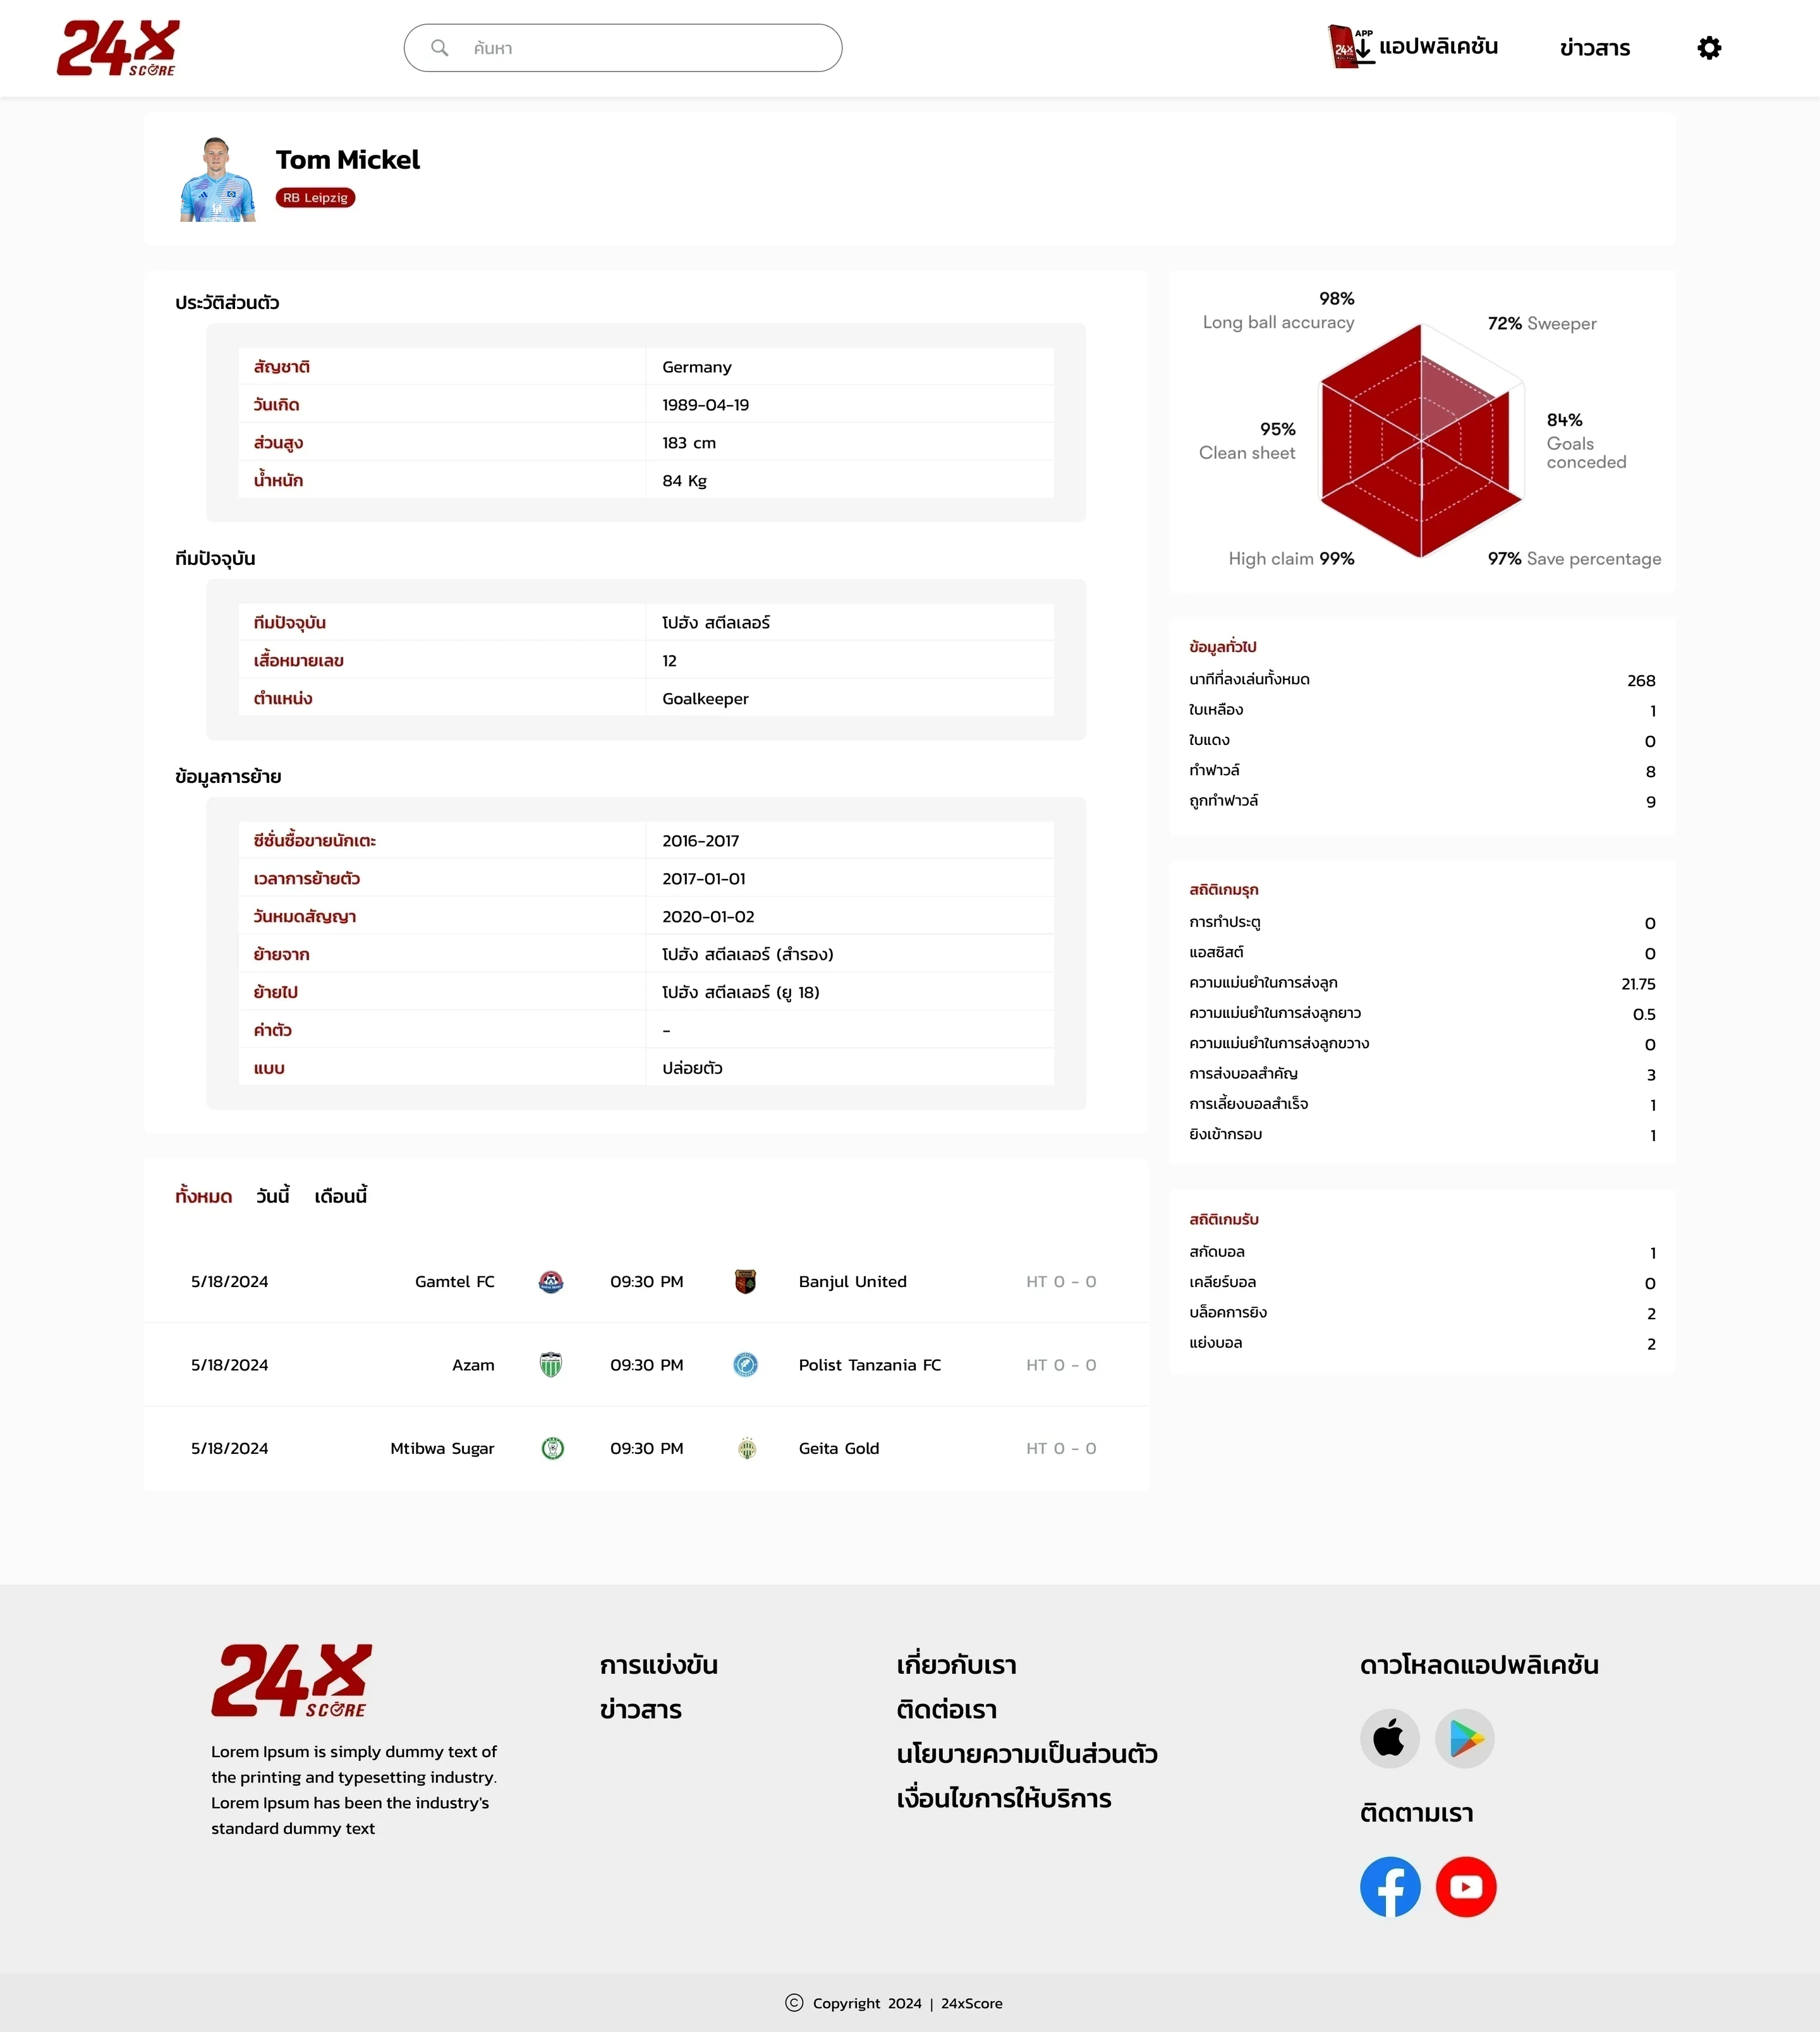 24X
SCORE
ค้นหา
APP
24X
แอปพลิเคชัน
ข่าวสาร
Tom Mickel
RB Leipzig
ประวัติส่วนตัว
สัญชาติ Germany
วันเกิด 1989-04-19
ส่วนสูง 183 cm
น้ำหนัก 84 Kg
ทีมปัจจุบัน
ทีมปัจจุบัน โปฮัง สตีลเลอร์
เสื้อหมายเลข 12
ตำแหน่ง Goalkeeper
ข้อมูลการย้าย
ซีซั่นซื้อขายนักเตะ 2016-2017
เวลาการย้ายตัว 2017-01-01
วันหมดสัญญา 2020-01-02
ย้ายจาก โปฮัง สตีลเลอร์ (สำรอง)
ย้ายไป โปฮัง สตีลเลอร์ (ยู 18)
ค่าตัว -
แบบ ปล่อยตัว
ทั้งหมด วันนี้ เดือนนี้
5/18/2024 Gamtel FC 09:30 PM Banjul United HT 0 - 0
5/18/2024 Azam 09:30 PM Polist Tanzania FC HT 0 - 0
5/18/2024 Mtibwa Sugar 09:30 PM Geita Gold HT 0 - 0
98%
Long ball accuracy
72% Sweeper
95%
Clean sheet
84%
Goals
conceded
High claim 99%
97% Save percentage
ข้อมูลทั่วไป
นาทีที่ลงเล่นทั้งหมด 268
ใบเหลือง 1
ใบแดง 0
ทำฟาวล์ 8
ถูกทำฟาวล์ 9
สถิติเกมรุก
การทำประตู 0
แอสซิสต์ 0
ความแม่นยำในการส่งลูก 21.75
ความแม่นยำในการส่งลูกยาว 0.5
ความแม่นยำในการส่งลูกขวาง 0
การส่งบอลสำคัญ 3
การเลี้ยงบอลสำเร็จ 1
ยิงเข้ากรอบ 1
สถิติเกมรับ
สกัดบอล 1
เคลียร์บอล 0
บล็อคการยิง 2
แย่งบอล 2
24X
SCORE
Lorem Ipsum is simply dummy text of
the printing and typesetting industry.
Lorem Ipsum has been the industry's
standard dummy text
การแข่งขัน
ข่าวสาร
เกี่ยวกับเรา
ติดต่อเรา
นโยบายความเป็นส่วนตัว
เงื่อนไขการให้บริการ
ดาวโหลดแอปพลิเคชัน
ติดตามเรา
© Copyright 2024 | 24xScore